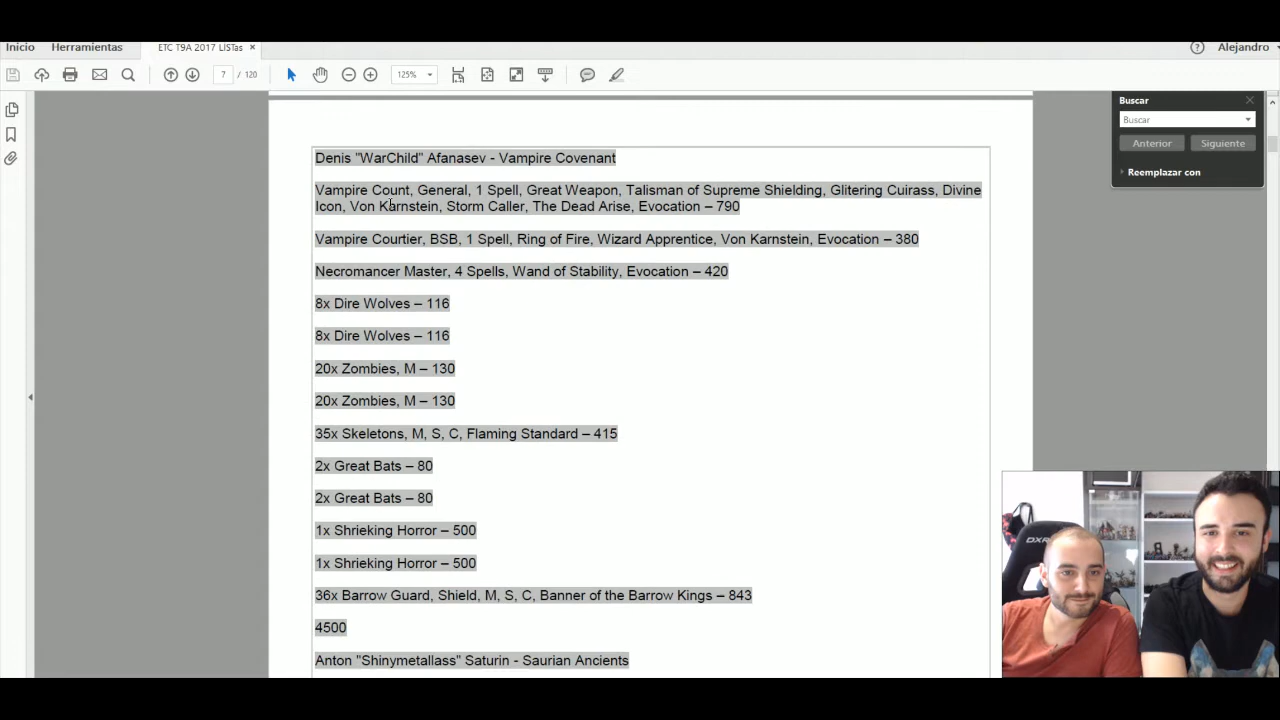 Inicio Herramientas ETC T9A 2017 LISTas × Alejandro
7 / 120 125%
Buscar
Buscar
Anterior Siguiente
Reemplazar con
Denis "WarChild" Afanasev - Vampire Covenant
Vampire Count, General, 1 Spell, Great Weapon, Talisman of Supreme Shielding, Glitering Cuirass, Divine
Icon, Von Karnstein, Storm Caller, The Dead Arise, Evocation – 790
Vampire Courtier, BSB, 1 Spell, Ring of Fire, Wizard Apprentice, Von Karnstein, Evocation – 380
Necromancer Master, 4 Spells, Wand of Stability, Evocation – 420
8x Dire Wolves – 116
8x Dire Wolves – 116
20x Zombies, M – 130
20x Zombies, M – 130
35x Skeletons, M, S, C, Flaming Standard – 415
2x Great Bats – 80
2x Great Bats – 80
1x Shrieking Horror – 500
1x Shrieking Horror – 500
36x Barrow Guard, Shield, M, S, C, Banner of the Barrow Kings – 843
4500
Anton "Shinymetallass" Saturin - Saurian Ancients